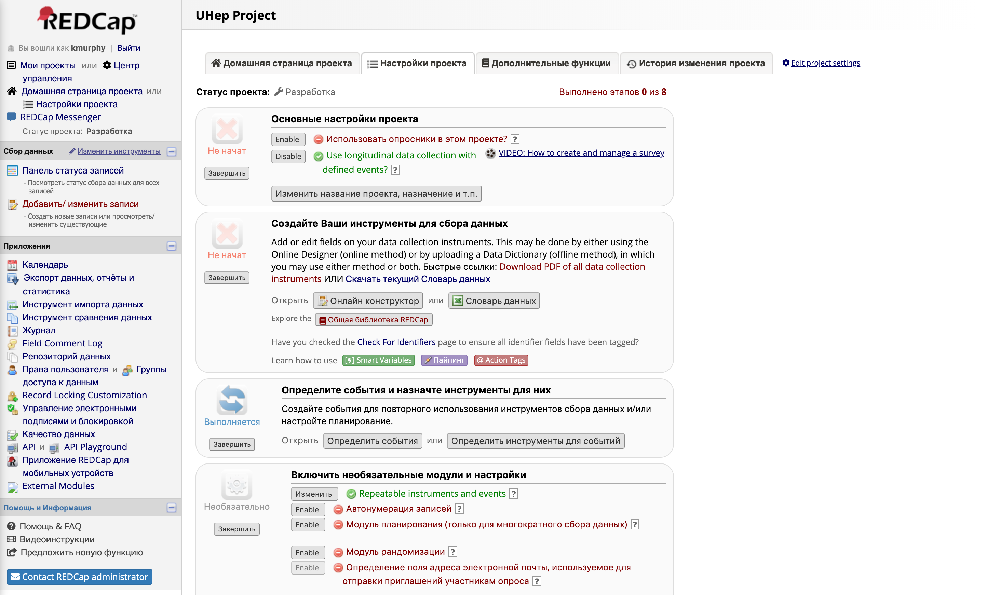 REDCap™
Вы вошли как kmurphy | Выйти
Мои проекты или Центр
управления
Домашняя страница проекта или
Настройки проекта
REDCap Messenger
Статус проекта: Разработка
Сбор данных Изменить инструменты
Панель статуса записей
- Посмотреть статус сбора данных для всех
записей
Добавить/ изменить записи
- Создать новые записи или просмотреть/
изменить существующие
Приложения
Календарь
Экспорт данных, отчёты и
статистика
Инструмент импорта данных
Инструмент сравнения данных
Журнал
Field Comment Log
Репозиторий данных
Права пользователя и Группы
доступа к данным
Record Locking Customization
Управление электронными
подписями и блокировкой
Качество данных
API и API Playground
Приложение REDCap для
мобильных устройств
External Modules
Помощь и Информация
Помощь & FAQ
Видеоинструкции
Предложить новую функцию
Contact REDCap administrator
UHep Project
Домашняя страница проекта
Настройки проекта
Дополнительные функции
История изменения проекта
Edit project settings
Статус проекта: Разработка
Выполнено этапов 0 из 8
Не начат
Завершить
Основные настройки проекта
Enable Использовать опросники в этом проекте? ?
Disable Use longitudinal data collection with
defined events? ?
VIDEO: How to create and manage a survey
Изменить название проекта, назначение и т.п.
Не начат
Завершить
Создайте Ваши инструменты для сбора данных
Add or edit fields on your data collection instruments. This may be done by either using the
Online Designer (online method) or by uploading a Data Dictionary (offline method), in which
you may use either method or both. Быстрые ссылки: Download PDF of all data collection
instruments ИЛИ Скачать текущий Словарь данных
Открыть Онлайн конструктор или Словарь данных
Explore the Общая библиотека REDCap
Have you checked the Check For Identifiers page to ensure all identifier fields have been tagged?
Learn how to use [⚡] Smart Variables Пайпинг @ Action Tags
Выполняется
Завершить
Определите события и назначте инструменты для них
Создайте события для повторного использования инструментов сбора данных и/или
настройте планирование.
Открыть Определить события или Определить инструменты для событий
Необязательно
Завершить
Включить необязательные модули и настройки
Изменить Repeatable instruments and events ?
Enable Автонумерация записей ?
Enable Модуль планирования (только для многократного сбора данных) ?
Enable Модуль рандомизации ?
Enable Определение поля адреса электронной почты, используемое для
отправки приглашений участникам опроса ?